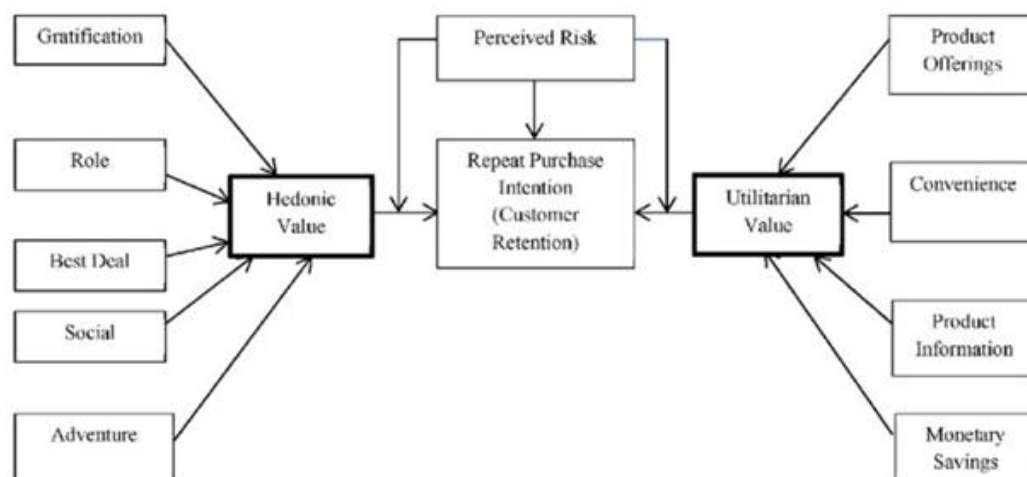 Gratification
Role
Best Deal
Social
Adventure
Hedonic
Value
Perceived Risk
Repeat Purchase
Intention
(Customer
Retention)
Utilitarian
Value
Product
Offerings
Convenience
Product
Information
Monetary
Savings